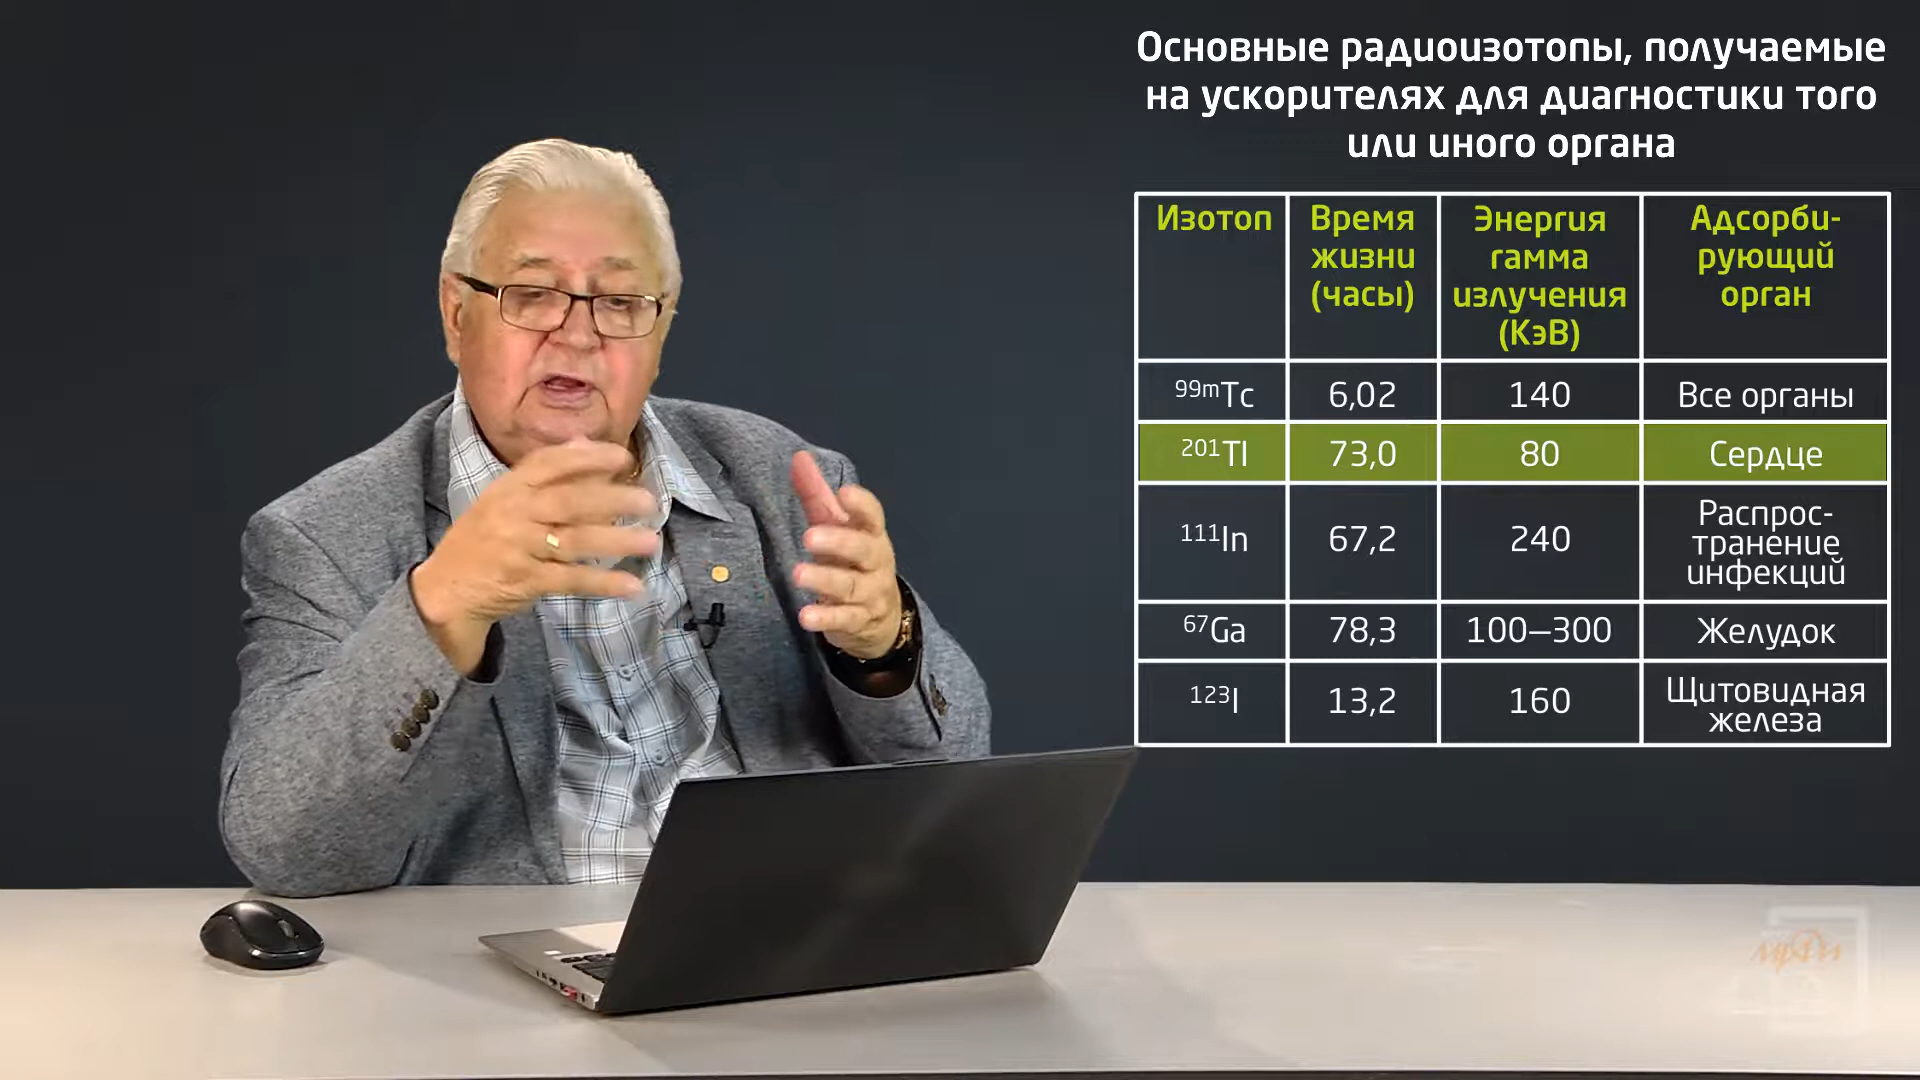 Основные радиоизотопы, получаемые
на ускорителях для диагностики того
или иного органа
Изотоп
Время
жизни
(часы)
Энергия
гамма
излучения
(КэВ)
Адсорби-
рующий
орган
99mTc 6,02 140 Все органы
201Tl 73,0 80 Сердце
111In 67,2 240 Распрос-
транение
инфекций
67Ga 78,3 100–300 Желудок
123I 13,2 160 Щитовидная
железа
мифи